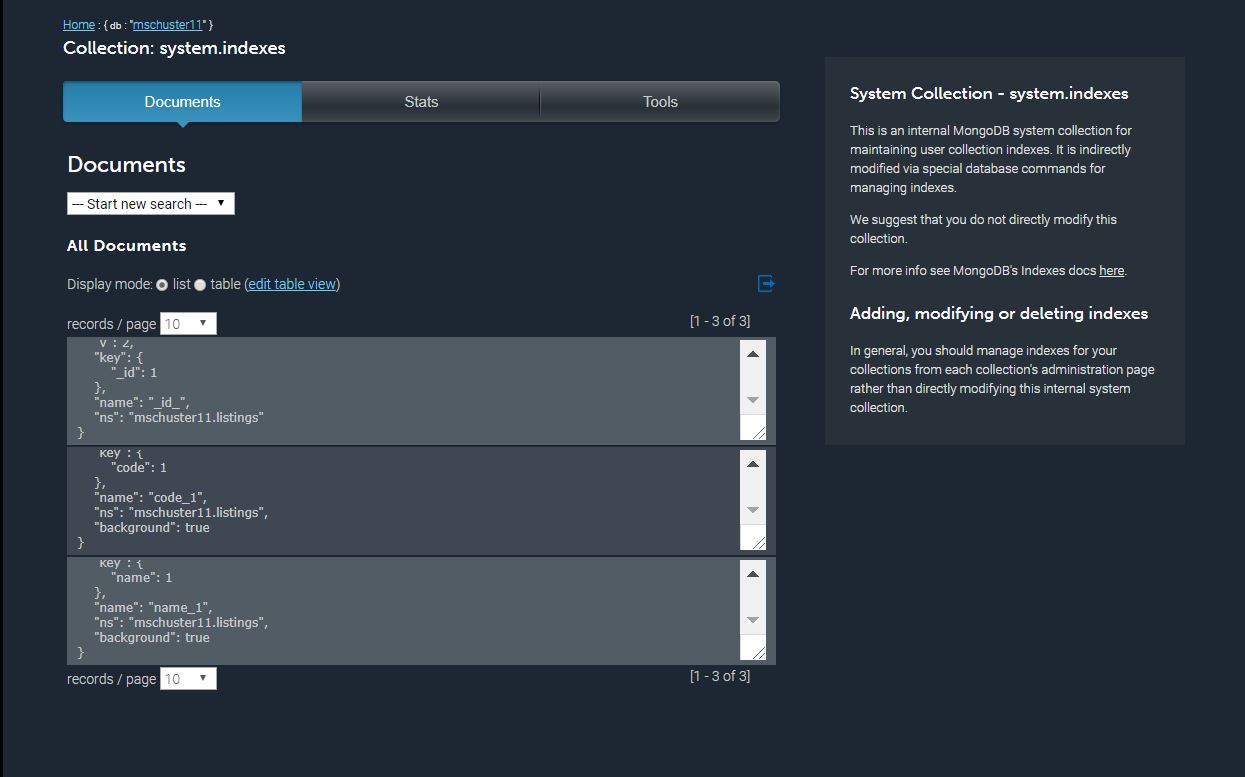 Home : { db : "mschuster11" }
Collection: system.indexes
Documents Stats Tools
Documents
--- Start new search ---
All Documents
Display mode: list table (edit table view)
records / page 10 [1 - 3 of 3]
"v": 2,
"key": {
"_id": 1
},
"name": "_id_",
"ns": "mschuster11.listings"
}
"key": {
"code": 1
},
"name": "code_1",
"ns": "mschuster11.listings",
"background": true
}
"key": {
"name": 1
},
"name": "name_1",
"ns": "mschuster11.listings",
"background": true
}
records / page 10 [1 - 3 of 3]
System Collection - system.indexes
This is an internal MongoDB system collection for
maintaining user collection indexes. It is indirectly
modified via special database commands for
managing indexes.
We suggest that you do not directly modify this
collection.
For more info see MongoDB's Indexes docs here.
Adding, modifying or deleting indexes
In general, you should manage indexes for your
collections from each collection's administration page
rather than directly modifying this internal system
collection.